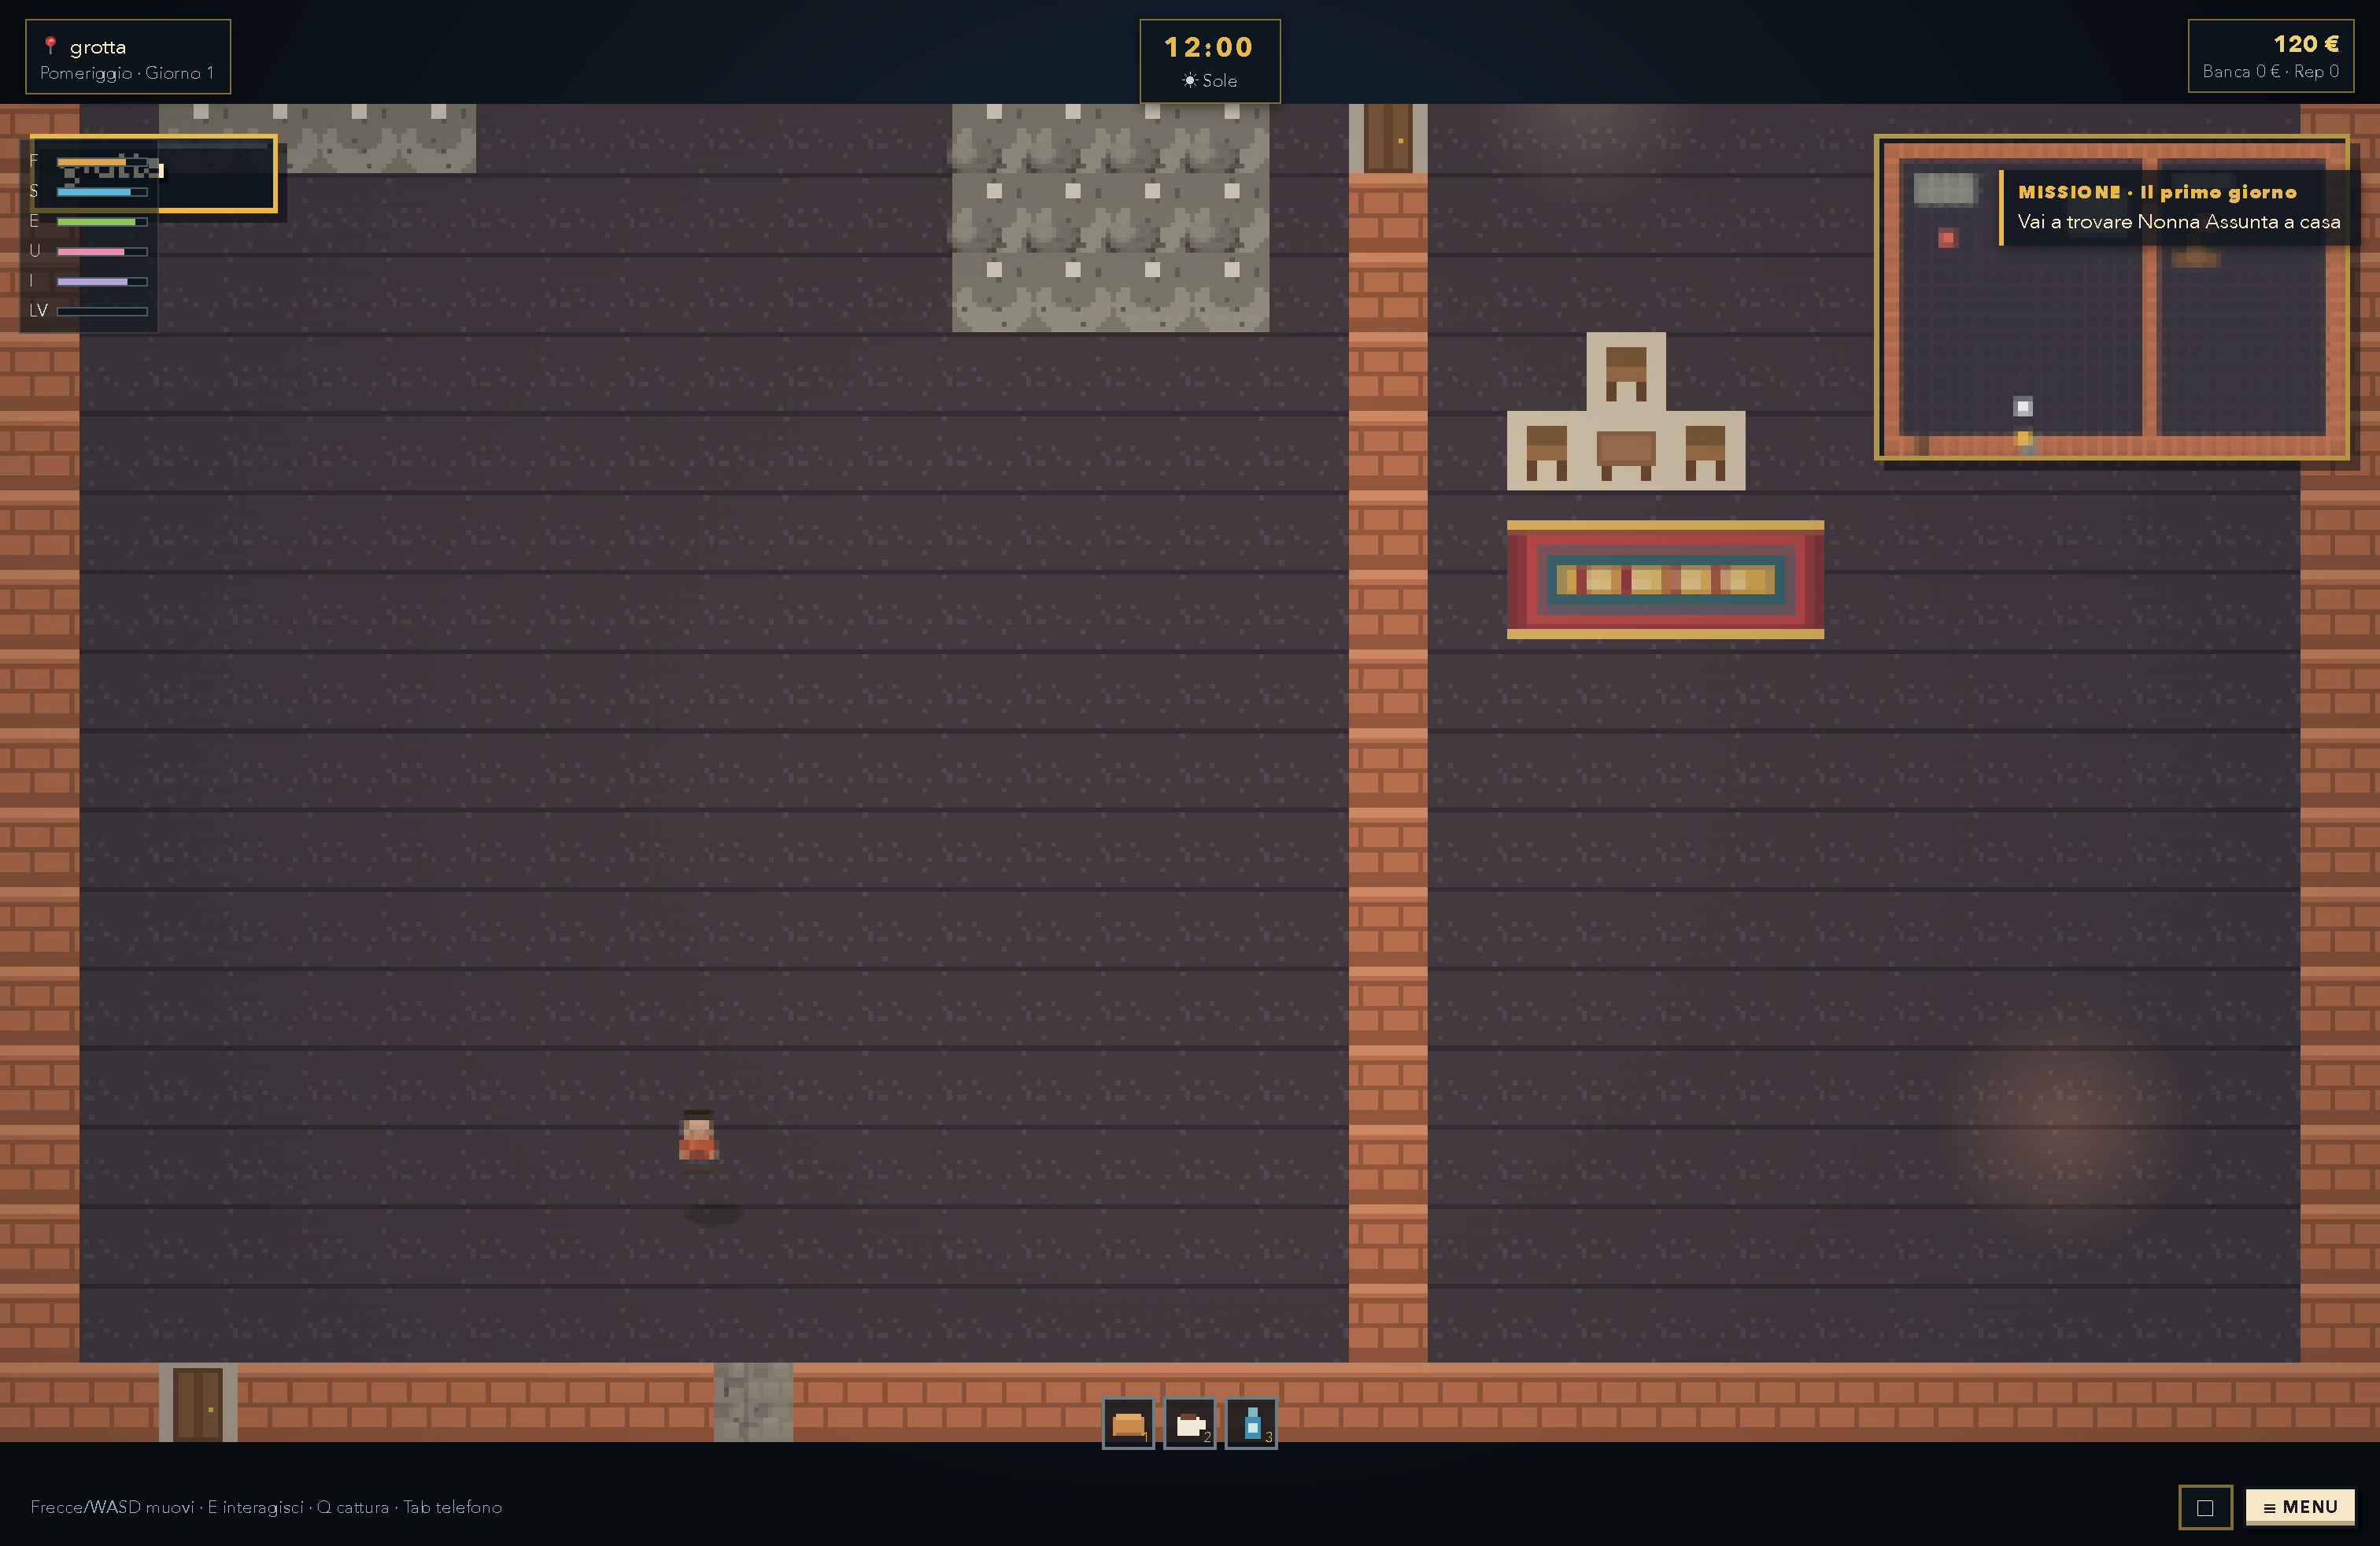 grotta
Pomeriggio · Giorno 1
12:00
Sole
120 €
Banca 0 € · Rep 0
F
S
E
U
I
LV
MISSIONE · Il primo giorno
Vai a trovare Nonna Assunta a casa
1
2
3
Frecce/WASD muovi · E interagisci · Q cattura · Tab telefono
≡ MENU